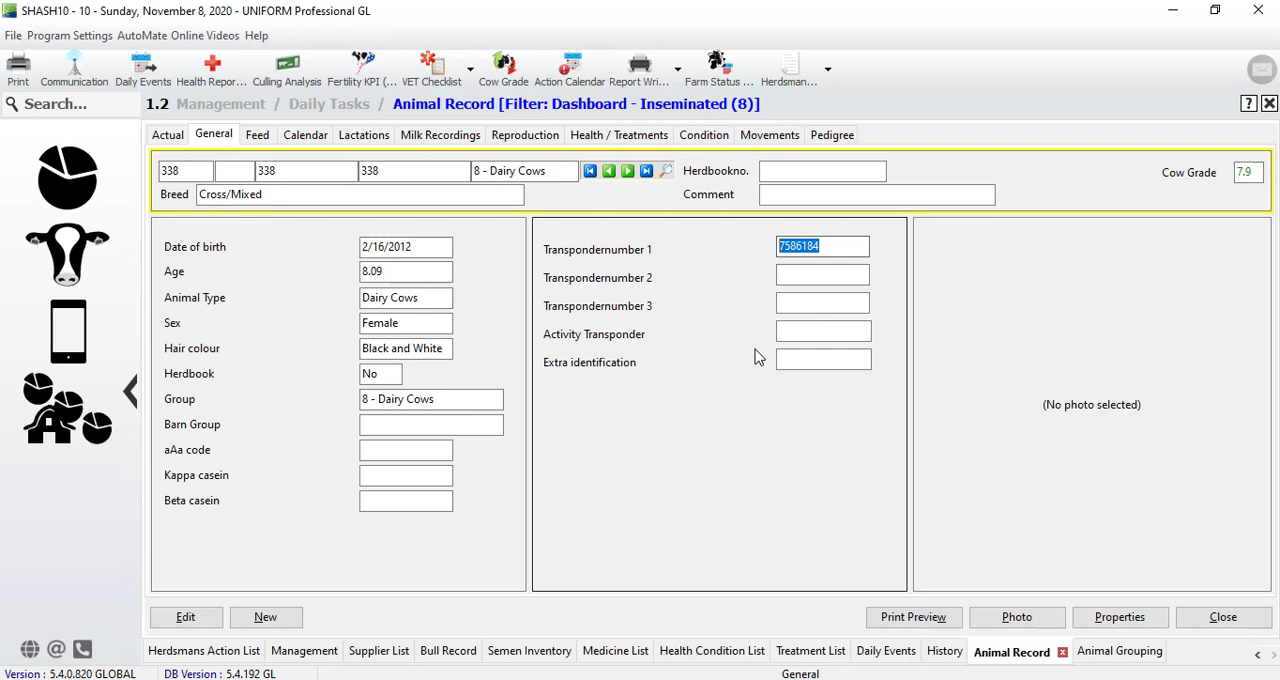 SHASH10 - 10 - Sunday, November 8, 2020 - UNIFORM Professional GL
File Program Settings AutoMate Online Videos Help
Print Communication Daily Events Health Repor... Culling Analysis Fertility KPI (... VET Checklist Cow Grade Action Calendar Report Wri... Farm Status ... Herdsman...
Search... 1.2 Management / Daily Tasks / Animal Record [Filter: Dashboard - Inseminated (8)] ?
Actual General Feed Calendar Lactations Milk Recordings Reproduction Health / Treatments Condition Movements Pedigree
338 338 338 8 - Dairy Cows Herdbookno. Cow Grade 7.9
Breed Cross/Mixed Comment
Date of birth 2/16/2012 Transpondernumber 1 7586184
Age 8.09 Transpondernumber 2
Animal Type Dairy Cows Transpondernumber 3
Sex Female Activity Transponder
Hair colour Black and White Extra identification
Herdbook No
Group 8 - Dairy Cows (No photo selected)
Barn Group
aAa code
Kappa casein
Beta casein
Edit New Print Preview Photo Properties Close
Herdsmans Action List Management Supplier List Bull Record Semen Inventory Medicine List Health Condition List Treatment List Daily Events History Animal Record Animal Grouping
Version : 5.4.0.820 GLOBAL DB Version : 5.4.192 GL General